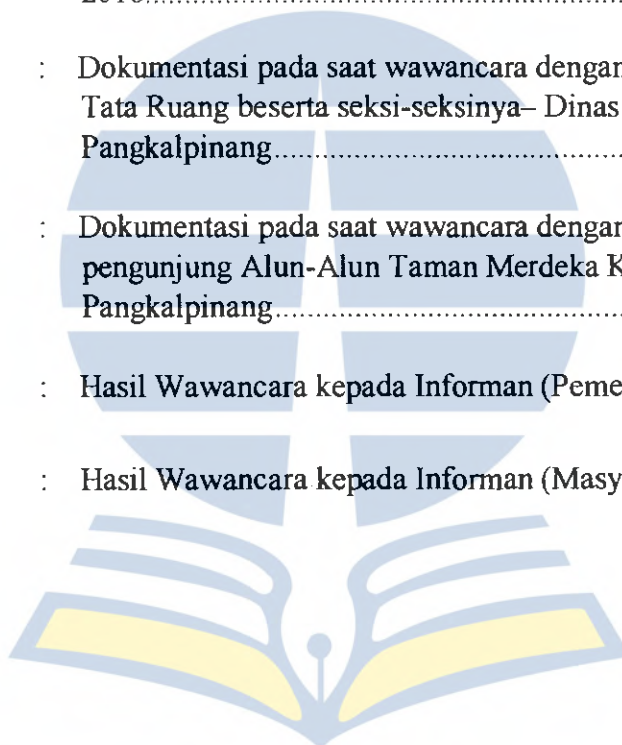 : Dokumentasi pada saat wawancara dengan
Tata Ruang beserta seksi-seksinya– Dinas
Pangkalpinang.......................................................
: Dokumentasi pada saat wawancara dengan
pengunjung Alun-Alun Taman Merdeka K
Pangkalpinang.......................................................
: Hasil Wawancara kepada Informan (Peme
: Hasil Wawancara kepada Informan (Masy